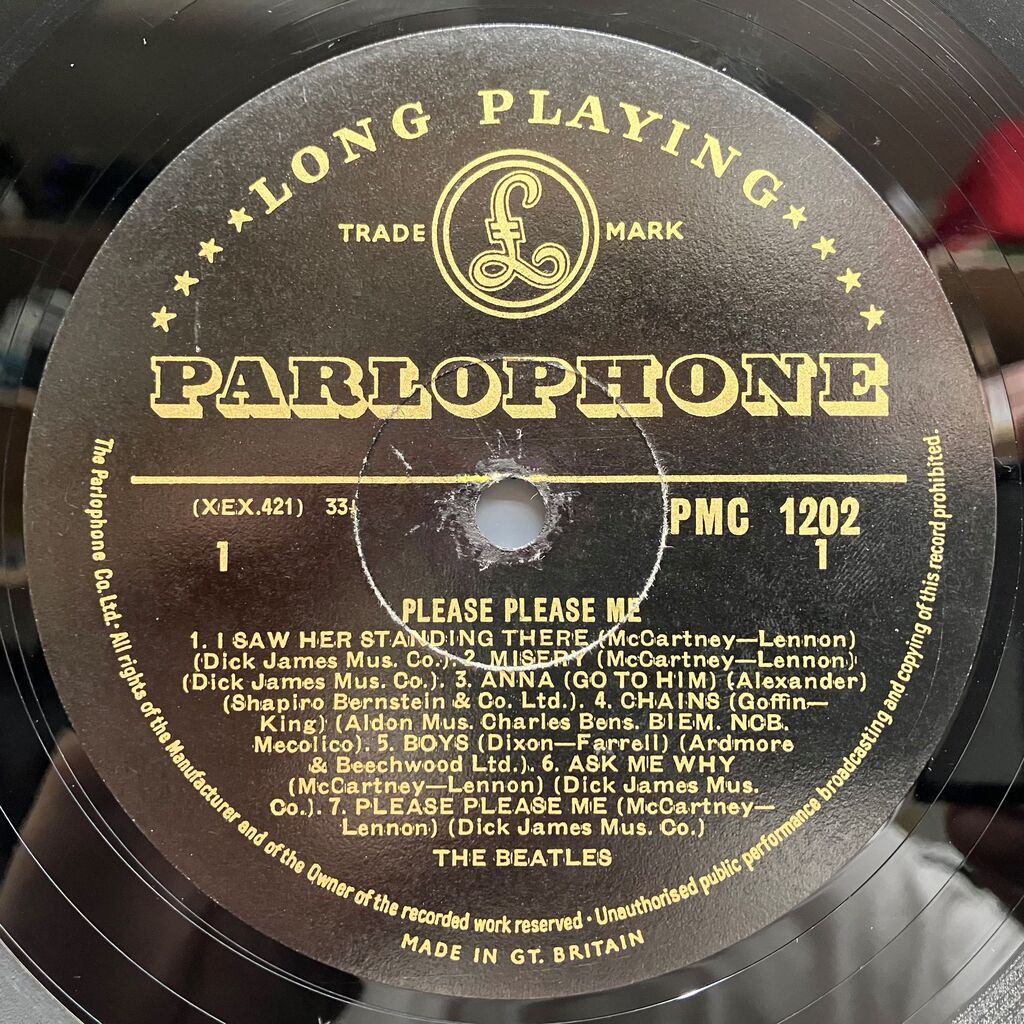 LONG PLAYING
TRADE £ MARK
PARLOPHONE
(XEX.421) 33⅓
PMC 1202
1
1
PLEASE PLEASE ME
1. I SAW HER STANDING THERE (McCartney—Lennon)
(Dick James Mus. Co.). 2. MISERY (McCartney—Lennon)
(Dick James Mus. Co.). 3. ANNA (GO TO HIM) (Alexander)
(Shapiro Bernstein & Co. Ltd.). 4. CHAINS (Goffin—
King) (Aldon Mus. Charles Bens. BIEM. NCB.
Mecolico). 5. BOYS (Dixon—Farrell) (Ardmore
& Beechwood Ltd.). 6. ASK ME WHY
(McCartney—Lennon) (Dick James Mus.
Co.). 7. PLEASE PLEASE ME (McCartney—
Lennon) (Dick James Mus. Co.)
THE BEATLES
The Parlophone Co. Ltd. · All rights of the Manufacturer and of the Owner of the recorded work reserved · Unauthorised public performance broadcasting and copying of this record prohibited.
MADE IN GT. BRITAIN